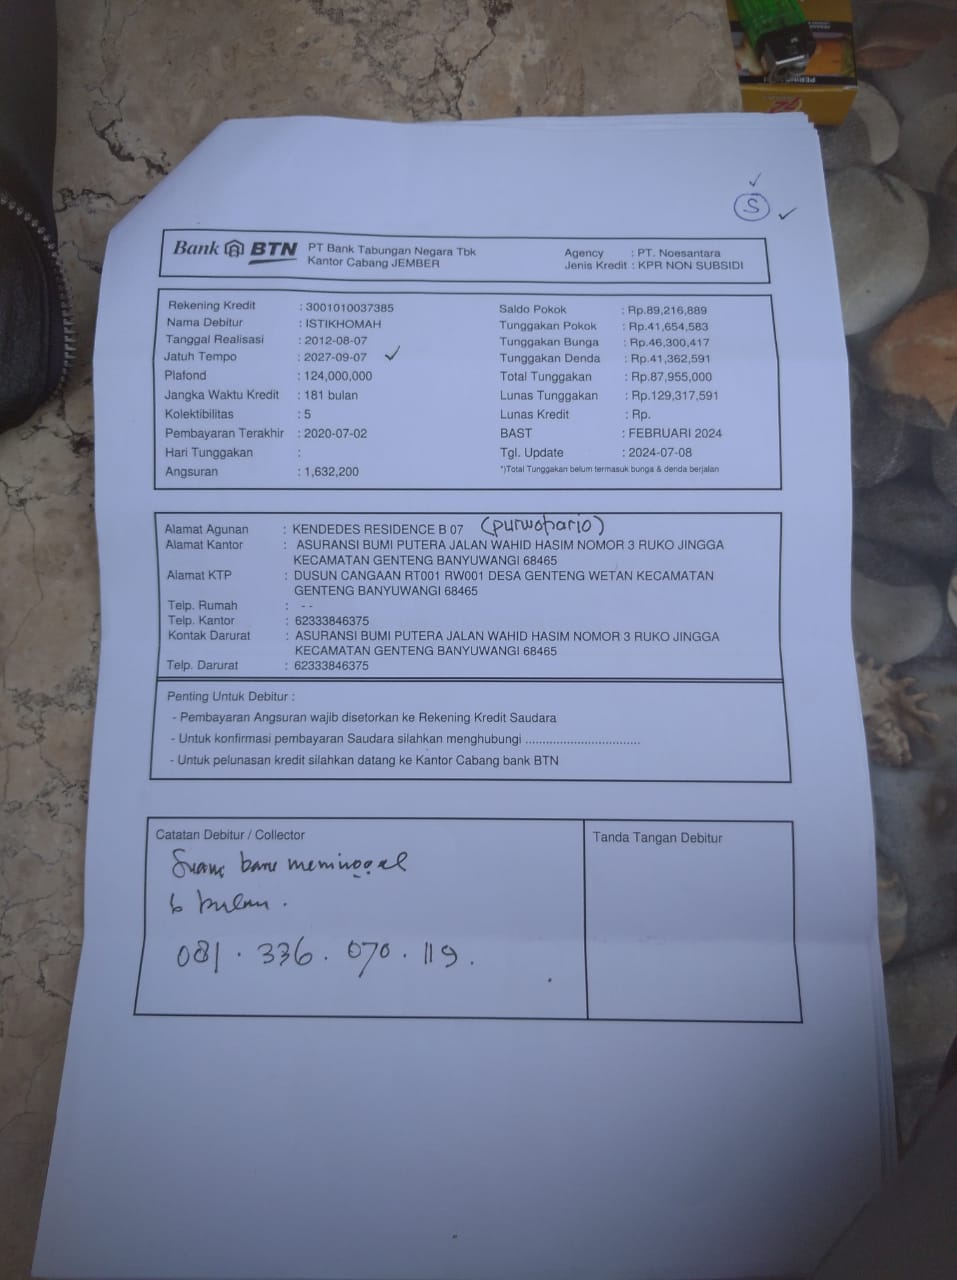 S
Bank BTN PT Bank Tabungan Negara Tbk
Kantor Cabang JEMBER
Agency : PT. Noesantara
Jenis Kredit : KPR NON SUBSIDI
Rekening Kredit : 3001010037385
Nama Debitur : ISTIKHOMAH
Tanggal Realisasi : 2012-08-07
Jatuh Tempo : 2027-09-07
Plafond : 124,000,000
Jangka Waktu Kredit : 181 bulan
Kolektibilitas : 5
Pembayaran Terakhir : 2020-07-02
Hari Tunggakan :
Angsuran : 1,632,200
Saldo Pokok : Rp.89,216,889
Tunggakan Pokok : Rp.41,654,583
Tunggakan Bunga : Rp.46,300,417
Tunggakan Denda : Rp.41,362,591
Total Tunggakan : Rp.87,955,000
Lunas Tunggakan : Rp.129,317,591
Lunas Kredit : Rp.
BAST : FEBRUARI 2024
Tgl. Update : 2024-07-08
*)Total Tunggakan belum termasuk bunga & denda berjalan
Alamat Agunan : KENDEDES RESIDENCE B 07 (purwoharjo)
Alamat Kantor : ASURANSI BUMI PUTERA JALAN WAHID HASIM NOMOR 3 RUKO JINGGA
KECAMATAN GENTENG BANYUWANGI 68465
Alamat KTP : DUSUN CANGAAN RT001 RW001 DESA GENTENG WETAN KECAMATAN
GENTENG BANYUWANGI 68465
Telp. Rumah : - -
Telp. Kantor : 62333846375
Kontak Darurat : ASURANSI BUMI PUTERA JALAN WAHID HASIM NOMOR 3 RUKO JINGGA
KECAMATAN GENTENG BANYUWANGI 68465
Telp. Darurat : 62333846375
Penting Untuk Debitur :
- Pembayaran Angsuran wajib disetorkan ke Rekening Kredit Saudara
- Untuk konfirmasi pembayaran Saudara silahkan menghubungi ................................
- Untuk pelunasan kredit silahkan datang ke Kantor Cabang bank BTN
Catatan Debitur / Collector
Suami baru meninggal
6 bulan.
081 . 336 . 070 . 119 .
Tanda Tangan Debitur